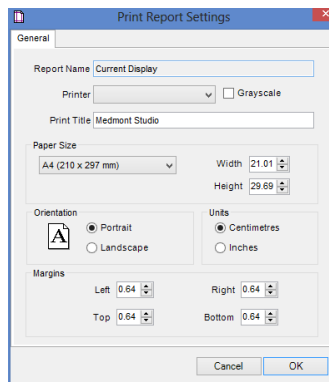 Print Report Settings
General
Report Name Current Display
Printer Grayscale
Print Title Medmont Studio
Paper Size
A4 (210 x 297 mm) Width 21.01
Height 29.69
Orientation Units
A Portrait Centimetres
Landscape Inches
Margins
Left 0.64 Right 0.64
Top 0.64 Bottom 0.64
Cancel OK